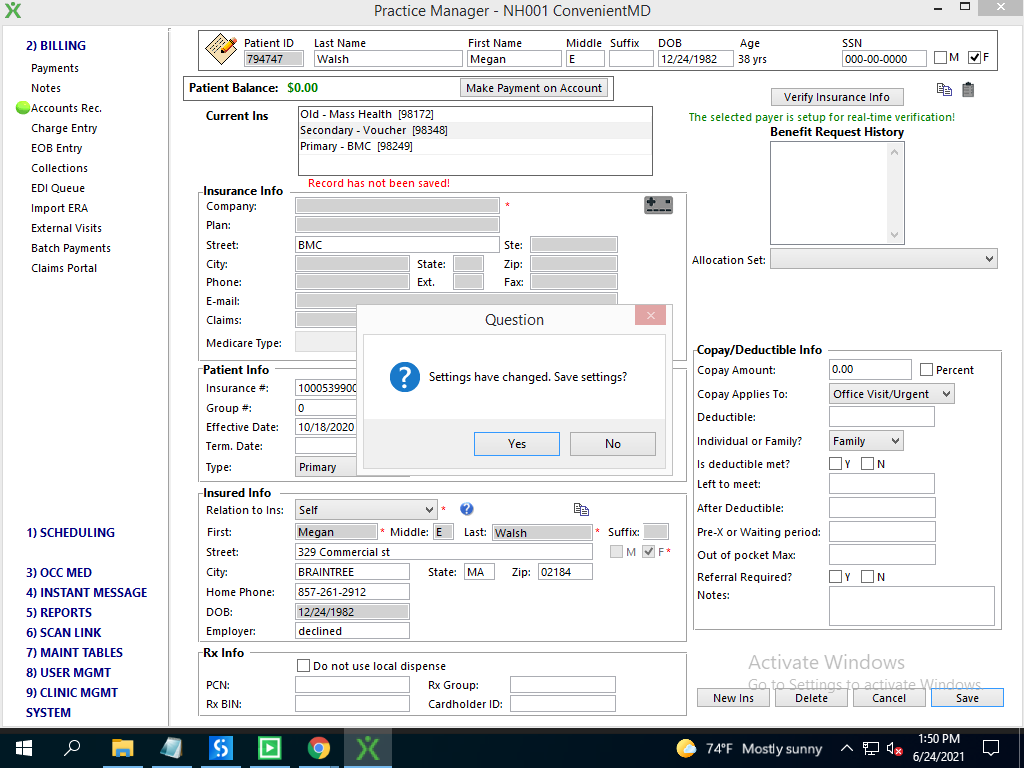 Practice Manager - NH001 ConvenientMD
2) BILLING
Payments
Notes
Accounts Rec.
Charge Entry
EOB Entry
Collections
EDI Queue
Import ERA
External Visits
Batch Payments
Claims Portal
1) SCHEDULING
3) OCC MED
4) INSTANT MESSAGE
5) REPORTS
6) SCAN LINK
7) MAINT TABLES
8) USER MGMT
9) CLINIC MGMT
SYSTEM
Patient ID Last Name First Name Middle Suffix DOB Age SSN
794747 Walsh Megan E 12/24/1982 38 yrs 000-00-0000 M F
Patient Balance: $0.00 Make Payment on Account
Current Ins
Old - Mass Health [98172]
Secondary - Voucher [98348]
Primary - BMC [98249]
Record has not been saved!
Verify Insurance Info
The selected payer is setup for real-time verification!
Benefit Request History
Allocation Set:
Insurance Info
Company: *
Plan:
Street: BMC Ste:
City: State: Zip:
Phone: Ext. Fax:
E-mail:
Claims:
Medicare Type:
Question
Settings have changed. Save settings?
Yes No
Patient Info
Insurance #: 1000539900
Group #: 0
Effective Date: 10/18/2020
Term. Date:
Type: Primary
Insured Info
Relation to Ins: Self *
First: Megan * Middle: E Last: Walsh * Suffix:
Street: 329 Commercial st M F *
City: BRAINTREE State: MA Zip: 02184
Home Phone: 857-261-2912
DOB: 12/24/1982
Employer: declined
Rx Info
Do not use local dispense
PCN: Rx Group:
Rx BIN: Cardholder ID:
Copay/Deductible Info
Copay Amount: 0.00 Percent
Copay Applies To: Office Visit/Urgent
Deductible:
Individual or Family? Family
Is deductible met? Y N
Left to meet:
After Deductible:
Pre-X or Waiting period:
Out of pocket Max:
Referral Required? Y N
Notes:
Activate Windows
Go to Settings to activate Windows.
New Ins Delete Cancel Save
74°F Mostly sunny
1:50 PM
6/24/2021